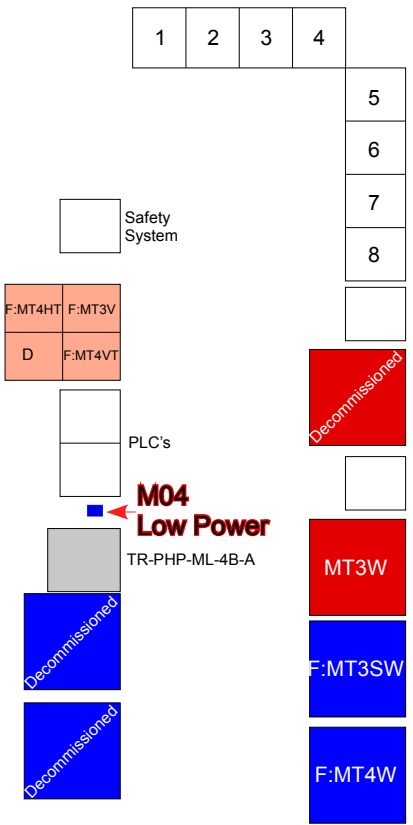 1 2 3 4
5
6
7
8
Safety
System
F:MT4HT F:MT3V
D F:MT4VT
Decommissioned
PLC's
M04
Low Power
TR-PHP-ML-4B-A
MT3W
Decommissioned
F:MT3SW
Decommissioned
F:MT4W